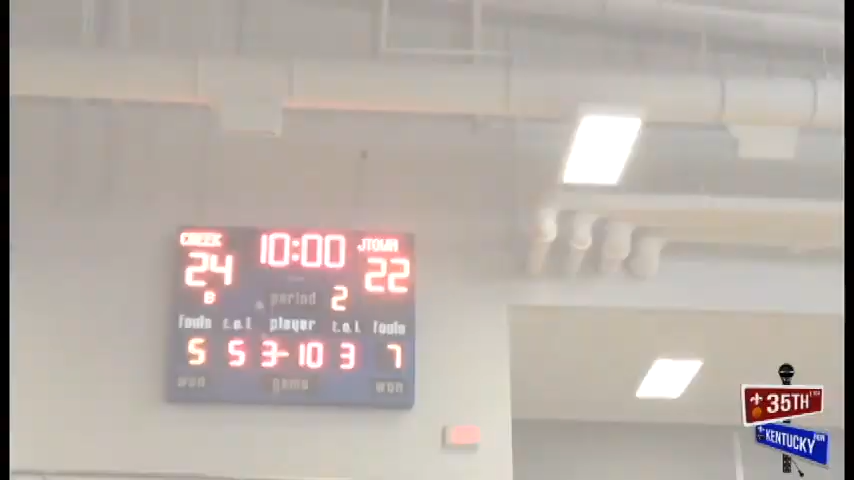 CREEK 10:00 JTOWN
24 22
B period 2
fouls t.o.l player t.o.l fouls
5 5 3-10 3 7
won game won
35TH
KENTUCKY